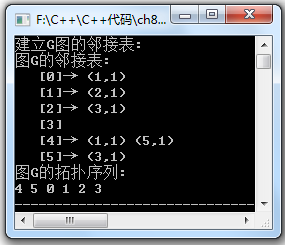 F:\C++\C++代码\ch8...
建立G图的邻接表：
图G的邻接表：
[0]→ (1,1)
[1]→ (2,1)
[2]→ (3,1)
[3]
[4]→ (1,1) (5,1)
[5]→ (3,1)
图G的拓扑序列：
4 5 0 1 2 3